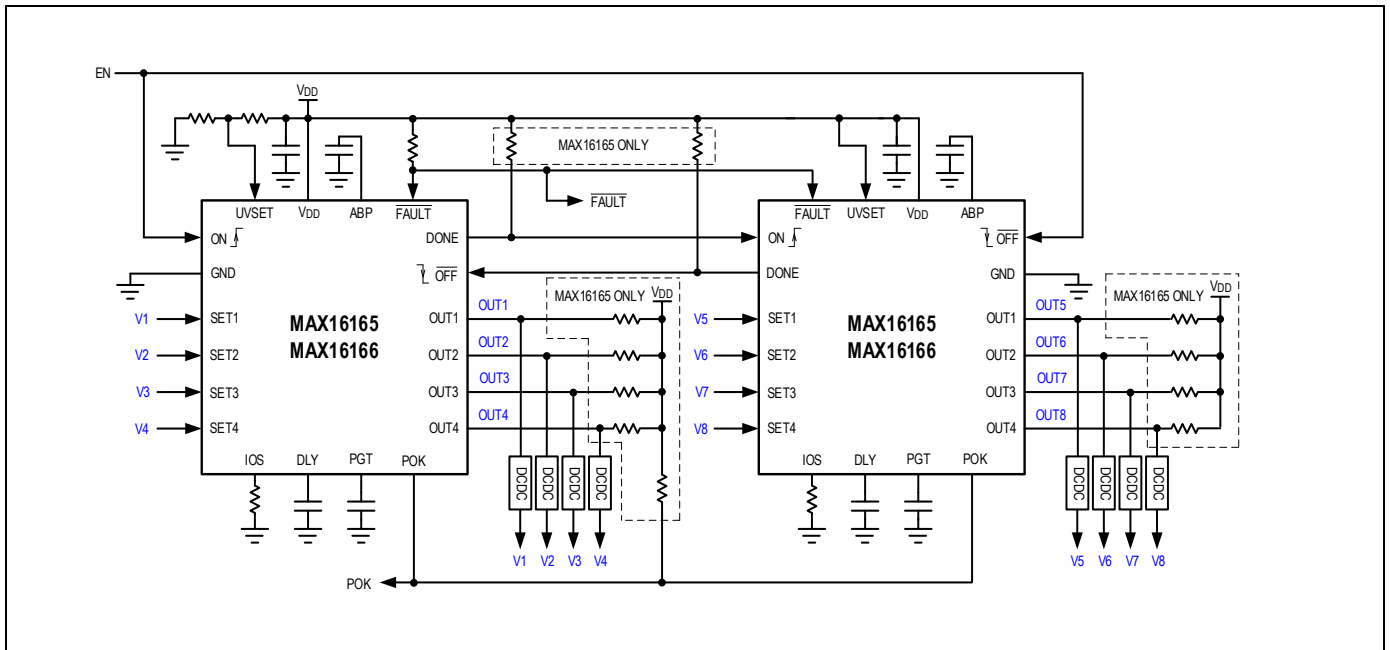 EN
VDD
MAX16165 ONLY
FAULT
UVSET VDD ABP FAULT
FAULT UVSET VDD ABP
ON DONE
ON OFF
GND OFF
DONE GND
MAX16165 ONLY VDD
MAX16165 ONLY VDD
V1 SET1 MAX16165 OUT1 OUT1
V2 SET2 MAX16166 OUT2 OUT2
V3 SET3 OUT3 OUT3
V4 SET4 OUT4 OUT4
V5 SET1 MAX16165 OUT1 OUT5
V6 SET2 MAX16166 OUT2 OUT6
V7 SET3 OUT3 OUT7
V8 SET4 OUT4 OUT8
IOS DLY PGT POK
IOS DLY PGT POK
DCDC DCDC DCDC DCDC
DCDC DCDC DCDC DCDC
V1 V2 V3 V4
V5 V6 V7 V8
POK